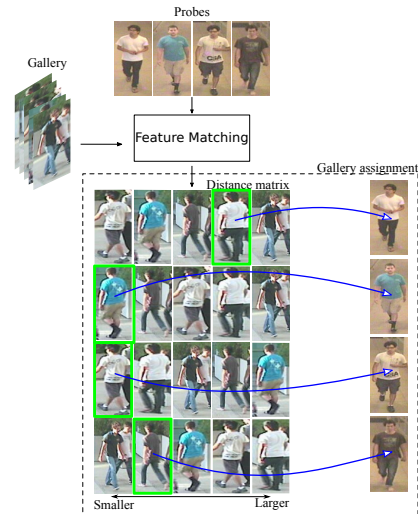 Probes
Gallery
Feature Matching
Gallery assignment
Distance matrix
Smaller
Larger